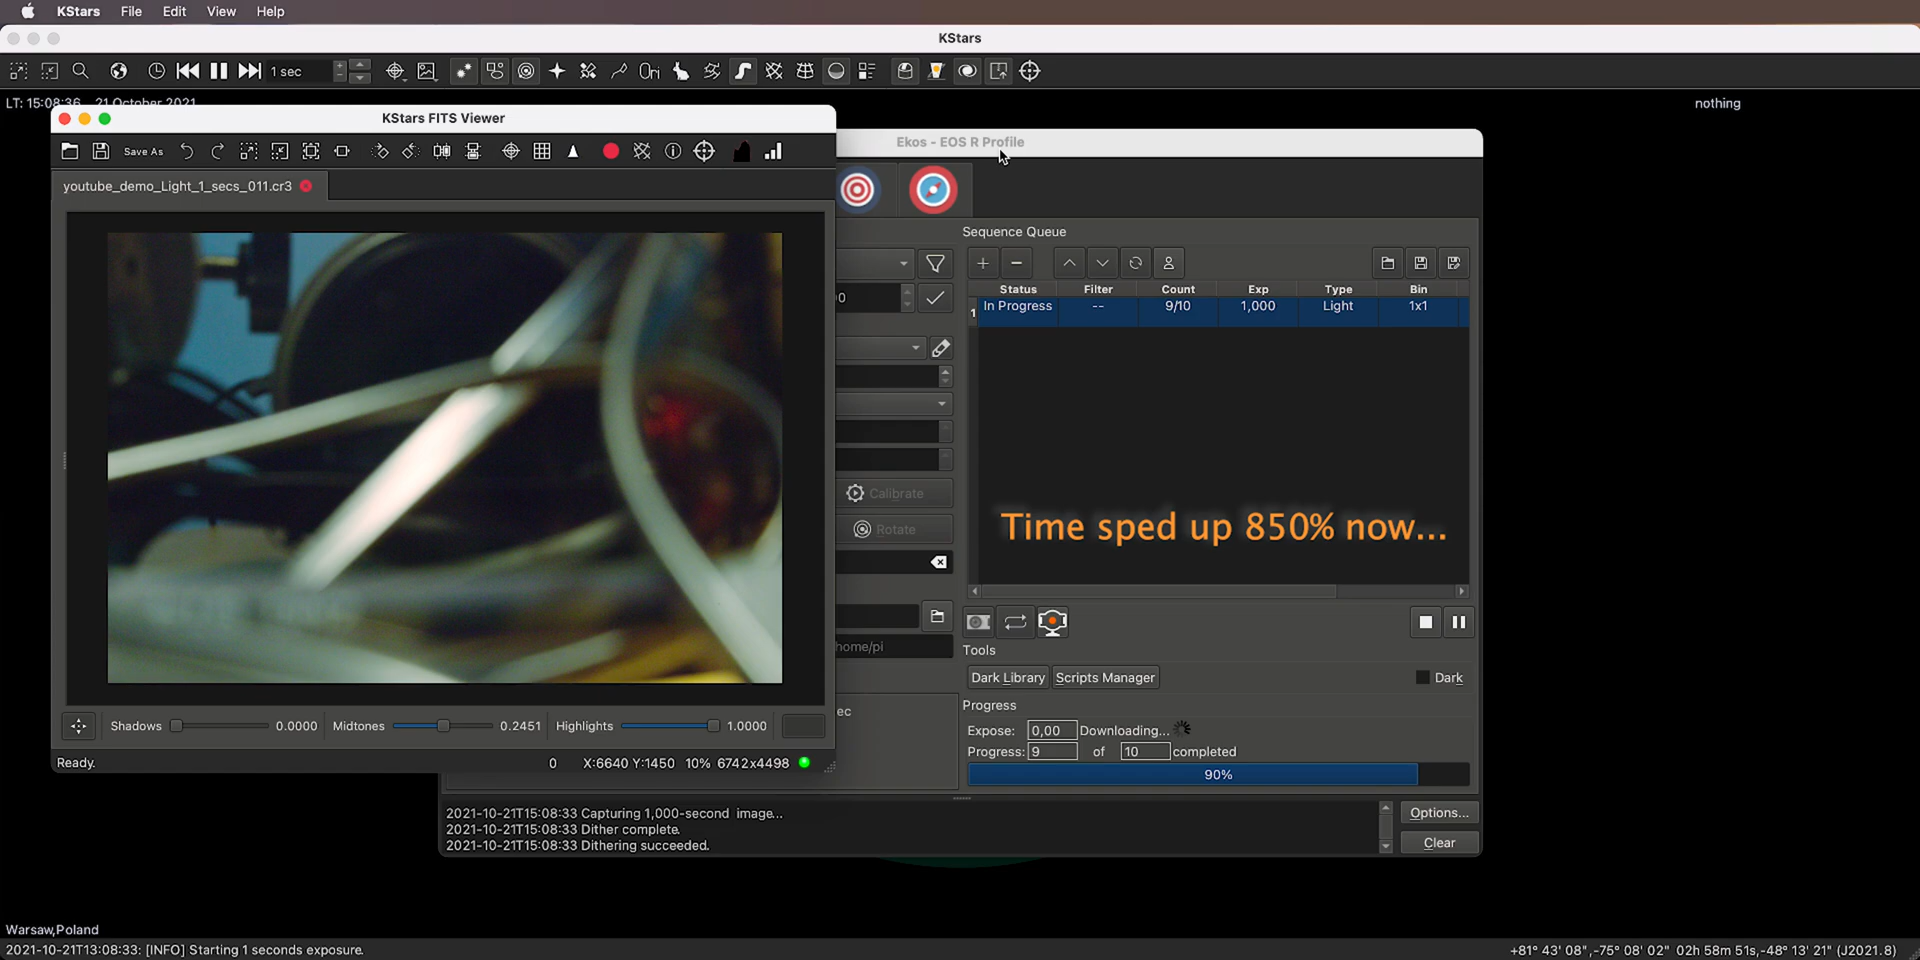 KStars File Edit View Help
KStars
1 sec
LT: 15:08:36 21 October 2021
nothing
KStars FITS Viewer
Ekos - EOS R Profile
Save As
youtube_demo_Light_1_secs_011.cr3
Sequence Queue
Status Filter Count Exp Type Bin
1 In Progress -- 9/10 1,000 Light 1x1
Calibrate
Rotate
Time sped up 850% now...
home/pi
Tools
Dark Library Scripts Manager Dark
Progress
Expose: 0,00 Downloading...
Progress: 9 of 10 completed
90%
Shadows 0.0000 Midtones 0.2451 Highlights 1.0000
ec
Ready. 0 X:6640 Y:1450 10% 6742x4498
2021-10-21T15:08:33 Capturing 1,000-second image...
2021-10-21T15:08:33 Dither complete.
2021-10-21T15:08:33 Dithering succeeded.
Options...
Clear
Warsaw,Poland
2021-10-21T13:08:33: [INFO] Starting 1 seconds exposure.
+81° 43' 08",-75° 08' 02" 02h 58m 51s,-48° 13' 21" (J2021.8)